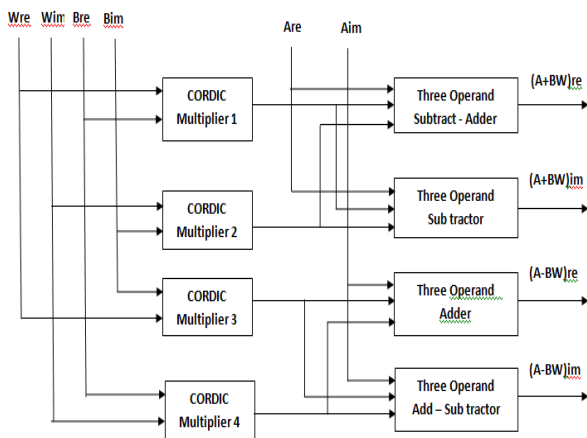 Wre Wim Bre Bim Are Aim
CORDIC
Multiplier 1
Three Operand
Subtract - Adder
(A+BW)re
CORDIC
Multiplier 2
Three Operand
Sub tractor
(A+BW)im
CORDIC
Multiplier 3
Three Operand
Adder
(A-BW)re
CORDIC
Multiplier 4
Three Operand
Add – Sub tractor
(A-BW)im